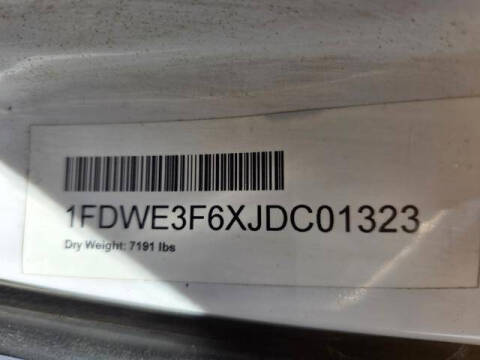 1FDWE3F6XJDC01323
Dry Weight: 7191 lbs